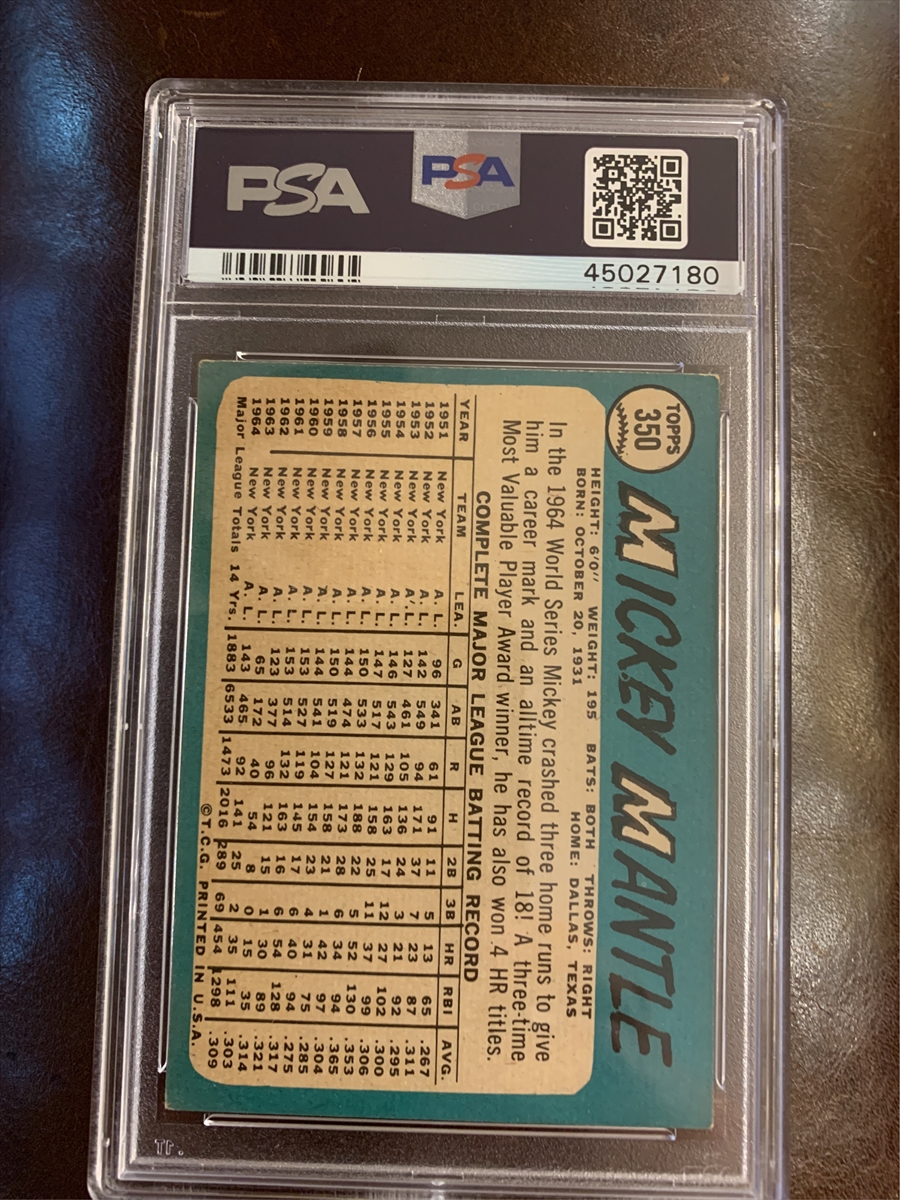 PSA
PSA
45027180
TOPPS
350
MICKEY MANTLE
HEIGHT: 6'0" WEIGHT: 195 BATS: BOTH THROWS: RIGHT
BORN: OCTOBER 20, 1931 HOME: DALLAS, TEXAS
In the 1964 World Series Mickey crashed three home runs to give
him a career mark and an alltime record of 18! A three-time
Most Valuable Player Award winner, he has also won 4 HR titles.
COMPLETE MAJOR LEAGUE BATTING RECORD
YEAR TEAM LEA. G AB R H 2B 3B HR RBI AVG.
1951 New York A. L. 96 341 61 91 11 5 13 65 .267
1952 New York A. L. 142 549 94 171 37 7 23 87 .311
1953 New York A. L. 127 461 105 136 24 3 21 92 .295
1954 New York A. L. 146 543 129 163 17 12 27 102 .300
1955 New York A. L. 147 517 121 158 25 11 37 99 .306
1956 New York A. L. 150 533 132 188 22 5 52 130 .353
1957 New York A. L. 144 474 121 173 28 6 34 94 .365
1958 New York A. L. 150 519 127 158 21 1 42 97 .304
1959 New York A. L. 144 541 104 154 23 4 31 75 .285
1960 New York A. L. 153 527 119 145 17 6 40 94 .275
1961 New York A. L. 153 514 132 163 16 6 54 128 .317
1962 New York A. L. 123 377 96 121 15 1 30 89 .321
1963 New York A. L. 65 172 40 54 8 0 15 35 .314
1964 New York A. L. 143 465 92 141 25 2 35 111 .303
Major League Totals 14 Yrs. 1883 6533 1473 2016 289 69 454 1298 .309
©T.C.G. PRINTED IN U.S.A.